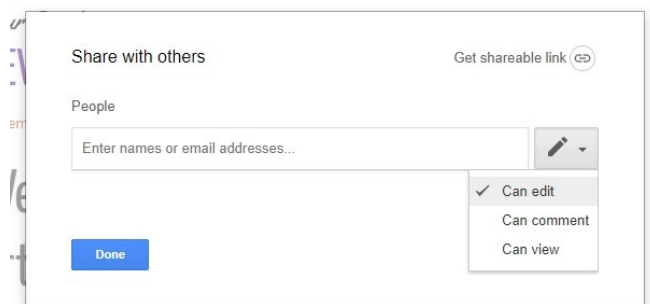 Share with others
Get shareable link
People
Enter names or email addresses...
Can edit
Can comment
Can view
Done